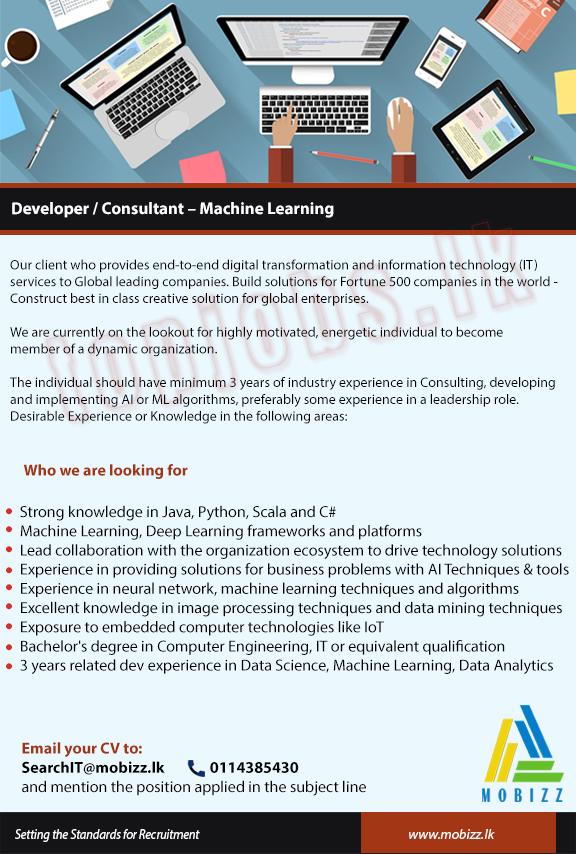 Developer / Consultant – Machine Learning
Our client who provides end-to-end digital transformation and information technology (IT)
services to Global leading companies. Build solutions for Fortune 500 companies in the world -
Construct best in class creative solution for global enterprises.
We are currently on the lookout for highly motivated, energetic individual to become
member of a dynamic organization.
The individual should have minimum 3 years of industry experience in Consulting, developing
and implementing AI or ML algorithms, preferably some experience in a leadership role.
Desirable Experience or Knowledge in the following areas:
Who we are looking for
• Strong knowledge in Java, Python, Scala and C#
• Machine Learning, Deep Learning frameworks and platforms
• Lead collaboration with the organization ecosystem to drive technology solutions
• Experience in providing solutions for business problems with AI Techniques & tools
• Experience in neural network, machine learning techniques and algorithms
• Excellent knowledge in image processing techniques and data mining techniques
• Exposure to embedded computer technologies like IoT
• Bachelor's degree in Computer Engineering, IT or equivalent qualification
• 3 years related dev experience in Data Science, Machine Learning, Data Analytics
Email your CV to:
SearchIT@mobizz.lk 0114385430
and mention the position applied in the subject line
MOBIZZ
Setting the Standards for Recruitment
www.mobizz.lk